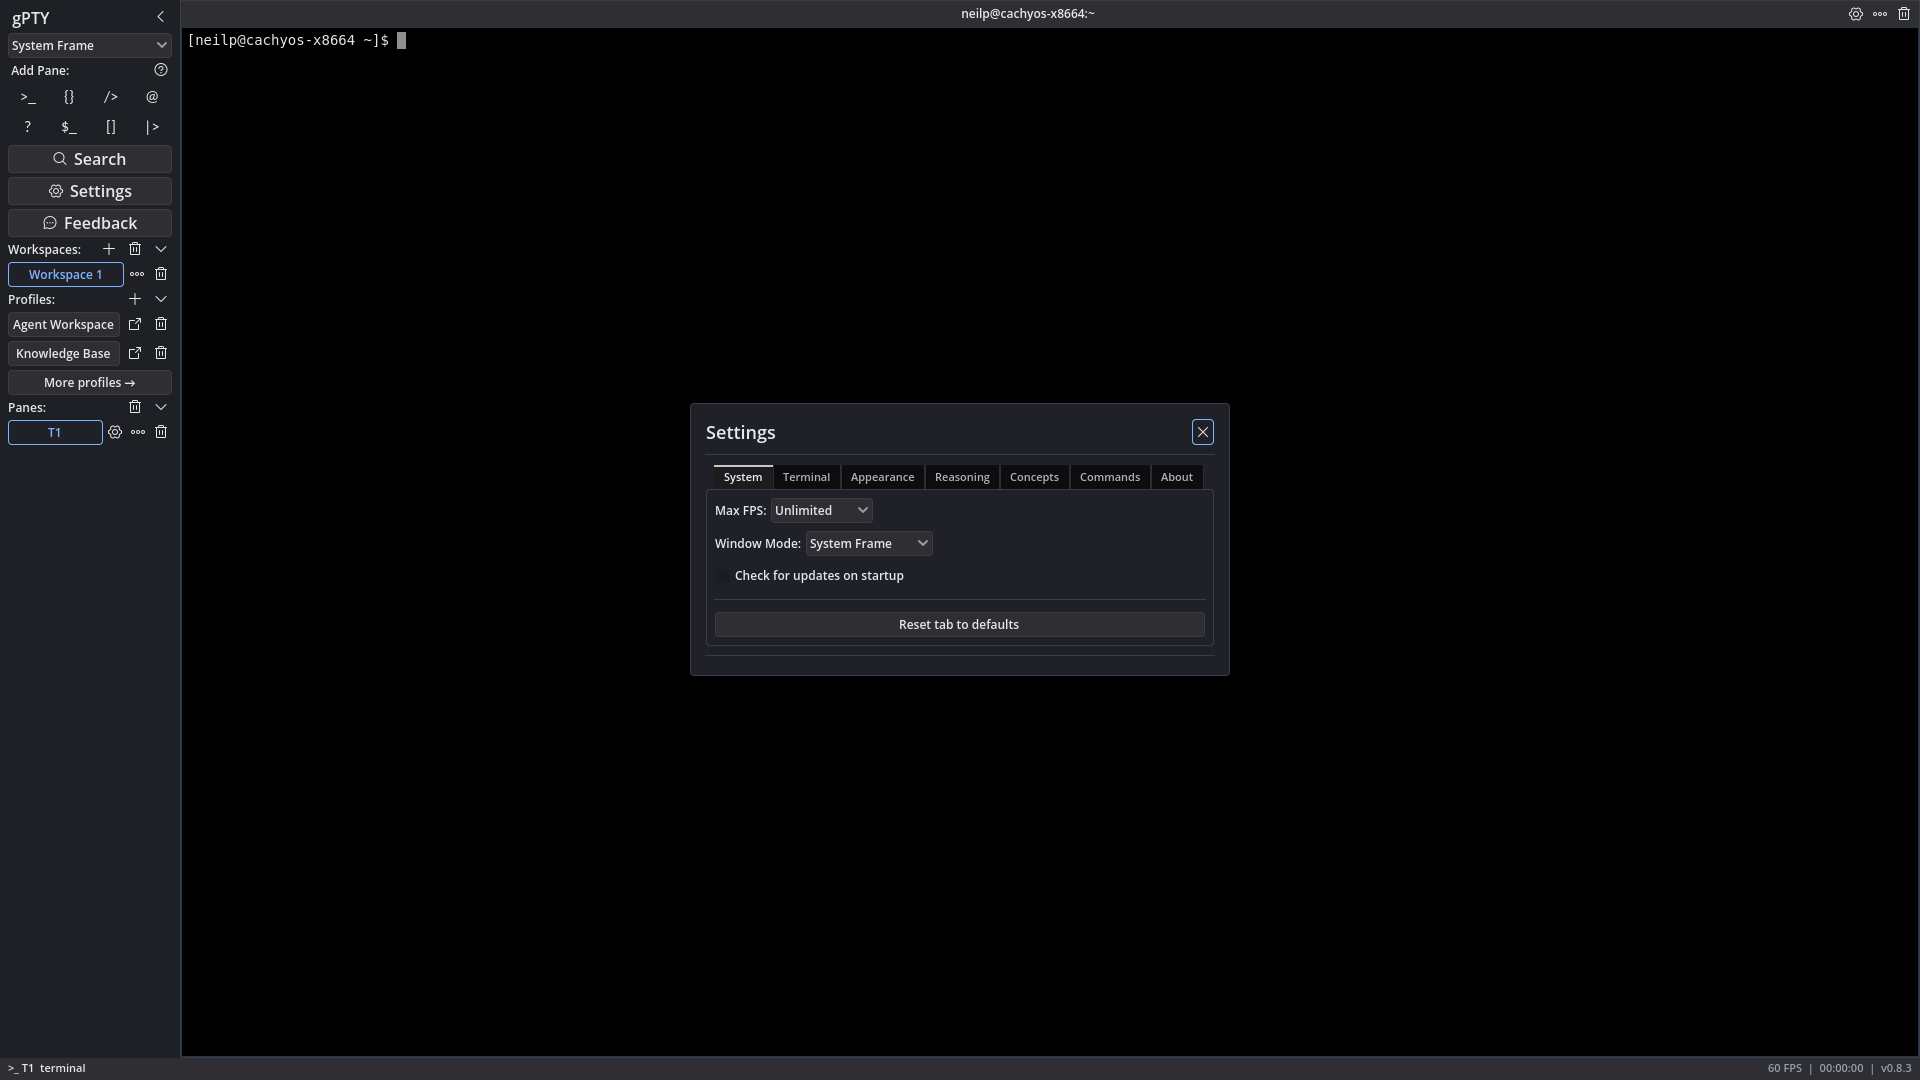 gPTY
neilp@cachyos-x8664:~
System Frame
Add Pane:
>_ {} /> @
? $_ [] |>
Search
Settings
Feedback
Workspaces:
Workspace 1
Profiles:
Agent Workspace
Knowledge Base
More profiles →
Panes:
T1
[neilp@cachyos-x8664 ~]$
Settings
System Terminal Appearance Reasoning Concepts Commands About
Max FPS: Unlimited
Window Mode: System Frame
Check for updates on startup
Reset tab to defaults
>_ T1 terminal
60 FPS | 00:00:00 | v0.8.3